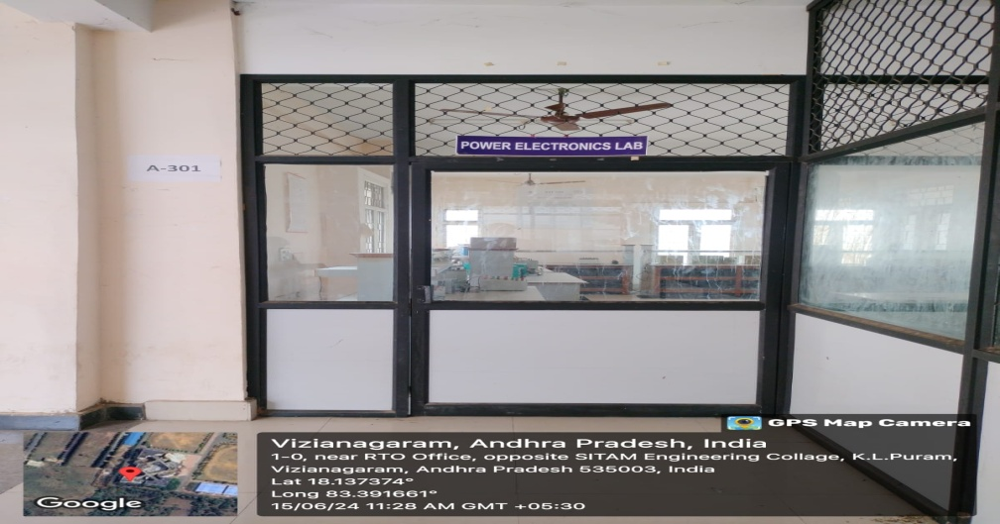 POWER ELECTRONICS LAB
A-301
GPS Map Camera
Vizianagaram, Andhra Pradesh, India
1-0, near RTO Office, opposite SITAM Engineering Collage, K.L.Puram,
Vizianagaram, Andhra Pradesh 535003, India
Lat 18.137374°
Long 83.391661°
15/06/24 11:28 AM GMT +05:30
Google